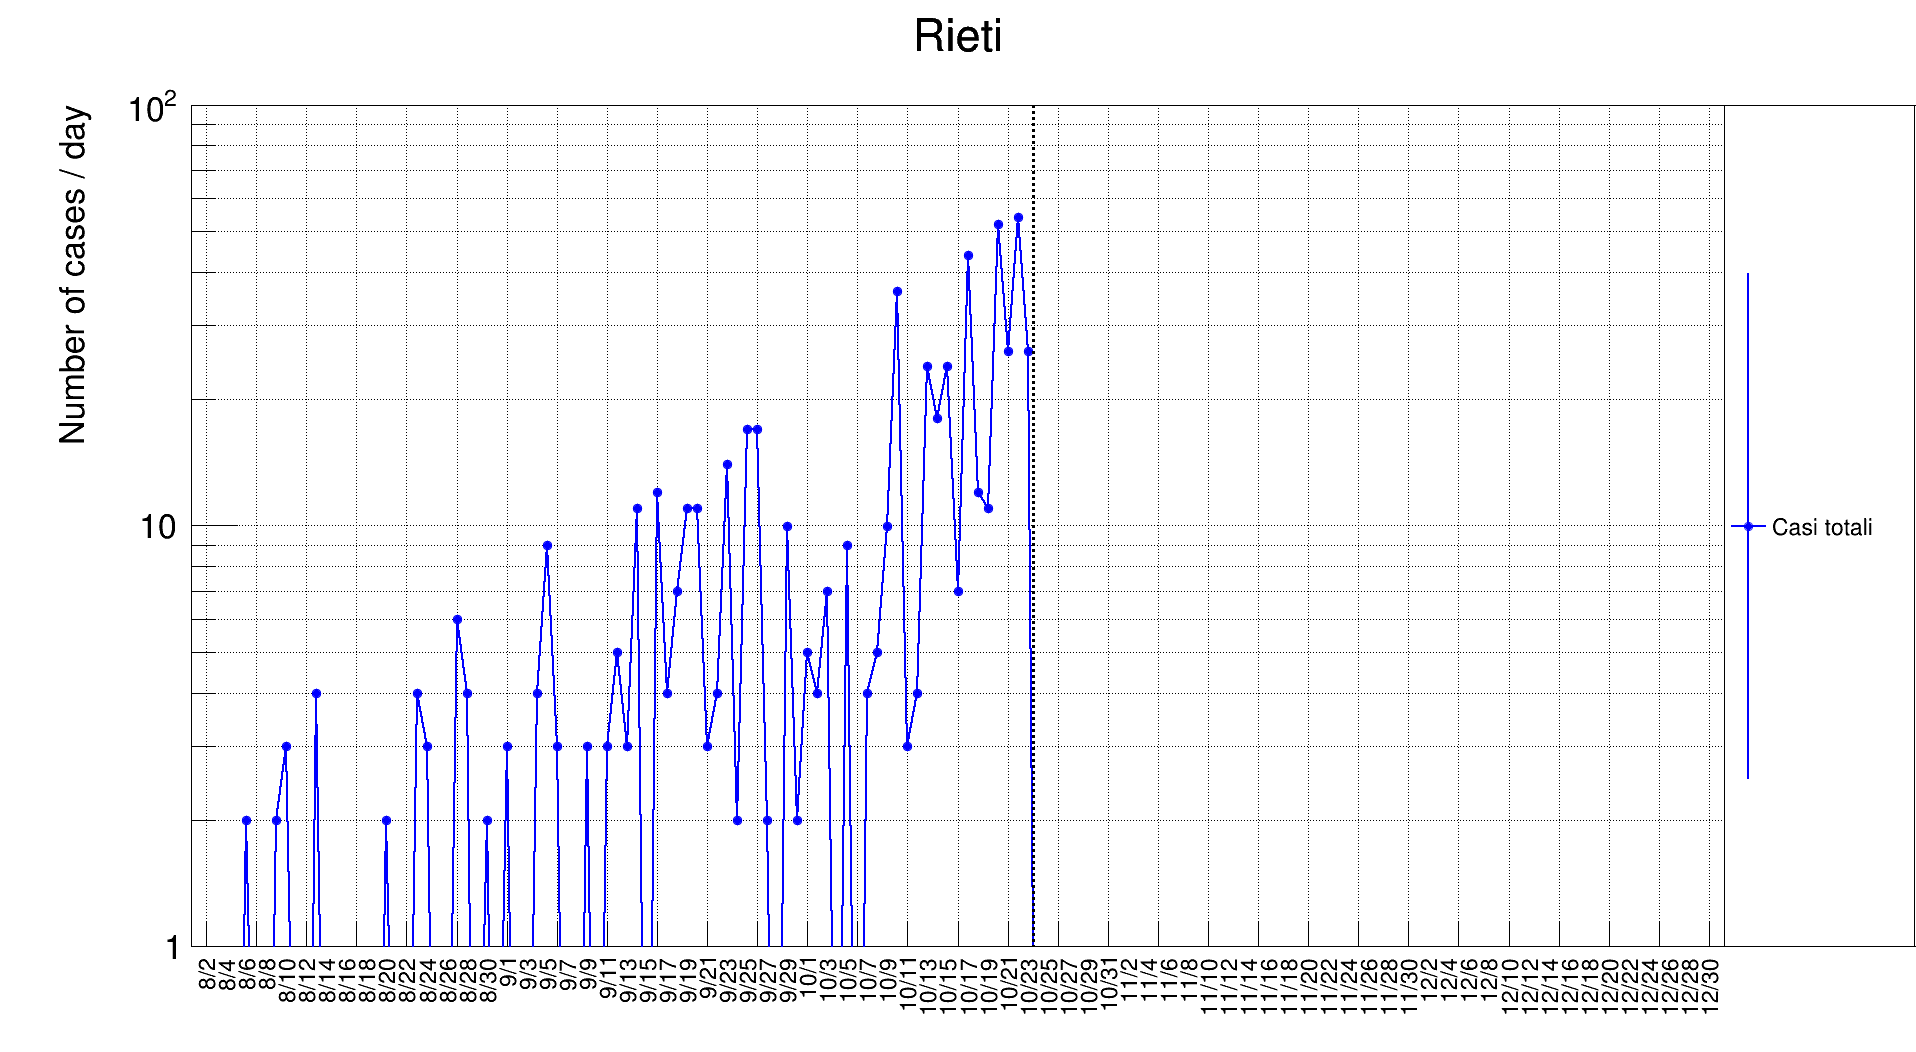 Rieti
Number of cases / day
10²
10
1
Casi totali
8/2 8/4 8/6 8/8 8/10 8/12 8/14 8/16 8/18 8/20 8/22 8/24 8/26 8/28 8/30 9/1 9/3 9/5 9/7 9/9 9/11 9/13 9/15 9/17 9/19 9/21 9/23 9/25 9/27 9/29 10/1 10/3 10/5 10/7 10/9 10/11 10/13 10/15 10/17 10/19 10/21 10/23 10/25 10/27 10/29 10/31 11/2 11/4 11/6 11/8 11/10 11/12 11/14 11/16 11/18 11/20 11/22 11/24 11/26 11/28 11/30 12/2 12/4 12/6 12/8 12/10 12/12 12/14 12/16 12/18 12/20 12/22 12/24 12/26 12/28 12/30